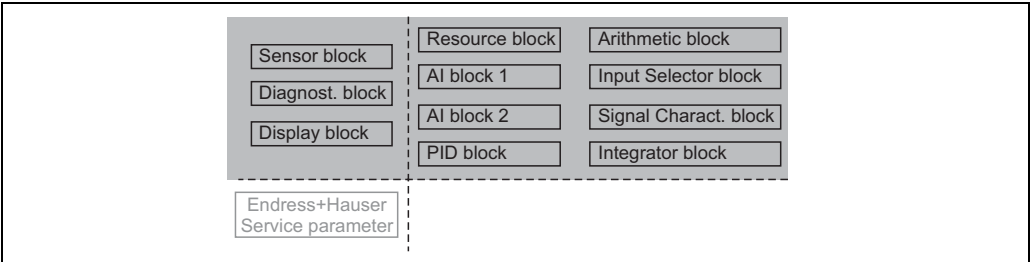 Sensor block
Diagnost. block
Display block
Resource block
AI block 1
AI block 2
PID block
Arithmetic block
Input Selector block
Signal Charact. block
Integrator block
Endress+Hauser
Service parameter